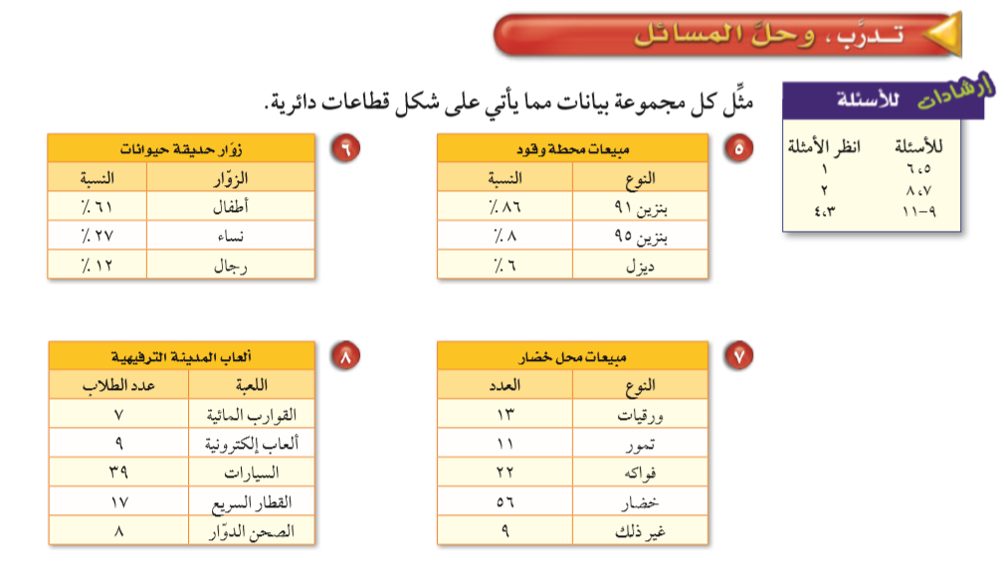 تـدرَّب، وحلَّ المسائل
إرشادات للأسئلة
للأسئلة انظر الأمثلة
٦،٥ ١
٨،٧ ٢
١١-٩ ٤،٣
مثِّل كل مجموعة بيانات مما يأتي على شكل قطاعات دائرية.
٥
مبيعات محطة وقود
النوع النسبة
بنزين ٩١ ٨٦٪
بنزين ٩٥ ٨٪
ديزل ٦٪
٦
زوّار حديقة حيوانات
الزوّار النسبة
أطفال ٦١٪
نساء ٢٧٪
رجال ١٢٪
٧
مبيعات محل خضار
النوع العدد
ورقيات ١٣
تمور ١١
فواكه ٢٢
خضار ٥٦
غير ذلك ٩
٨
ألعاب المدينة الترفيهية
اللعبة عدد الطلاب
القوارب المائية ٧
ألعاب إلكترونية ٩
السيارات ٣٩
القطار السريع ١٧
الصحن الدوّار ٨